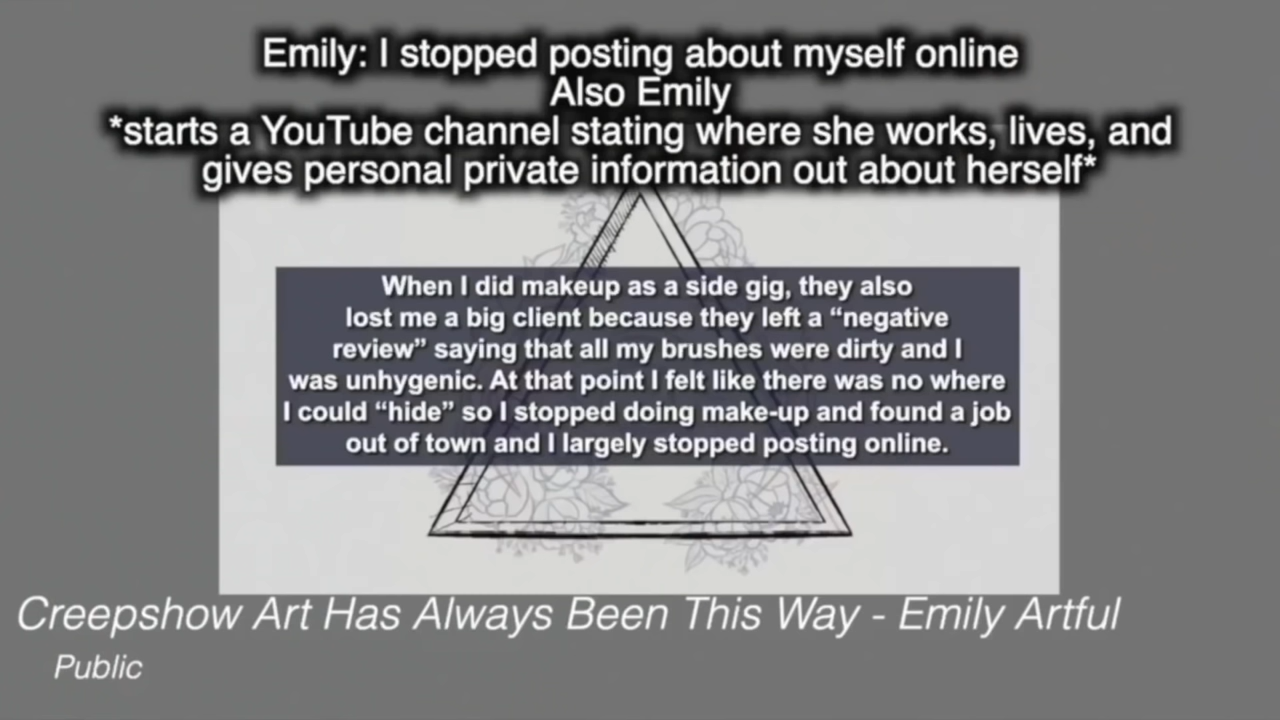 Emily: I stopped posting about myself online
Also Emily
*starts a YouTube channel stating where she works, lives, and
gives personal private information out about herself*
When I did makeup as a side gig, they also
lost me a big client because they left a “negative
review” saying that all my brushes were dirty and I
was unhygenic. At that point I felt like there was no where
I could “hide” so I stopped doing make-up and found a job
out of town and I largely stopped posting online.
Creepshow Art Has Always Been This Way - Emily Artful
Public